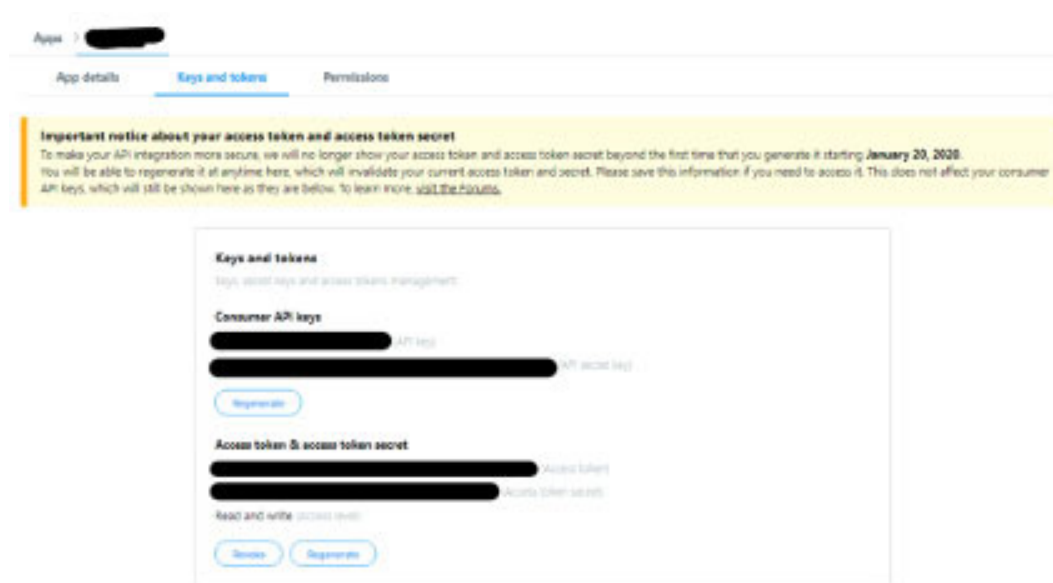 Apps >
App details Keys and tokens Permissions
Important notice about your access token and access token secret
To make your API integration more secure, we will no longer show your access token and access token secret beyond the first time that you generate it starting January 20, 2020.
You will be able to regenerate it at anytime here, which will invalidate your current access token and secret. Please save this information if you need to access it. This does not affect your consumer
API keys, which will still be shown here as they are below. To learn more, visit the Forums.
Keys and tokens
Keys, secret keys and access tokens management.
Consumer API keys
(API key)
(API secret key)
Regenerate
Access token & access token secret
(Access token)
(Access token secret)
Read and write (access level)
Revoke Regenerate